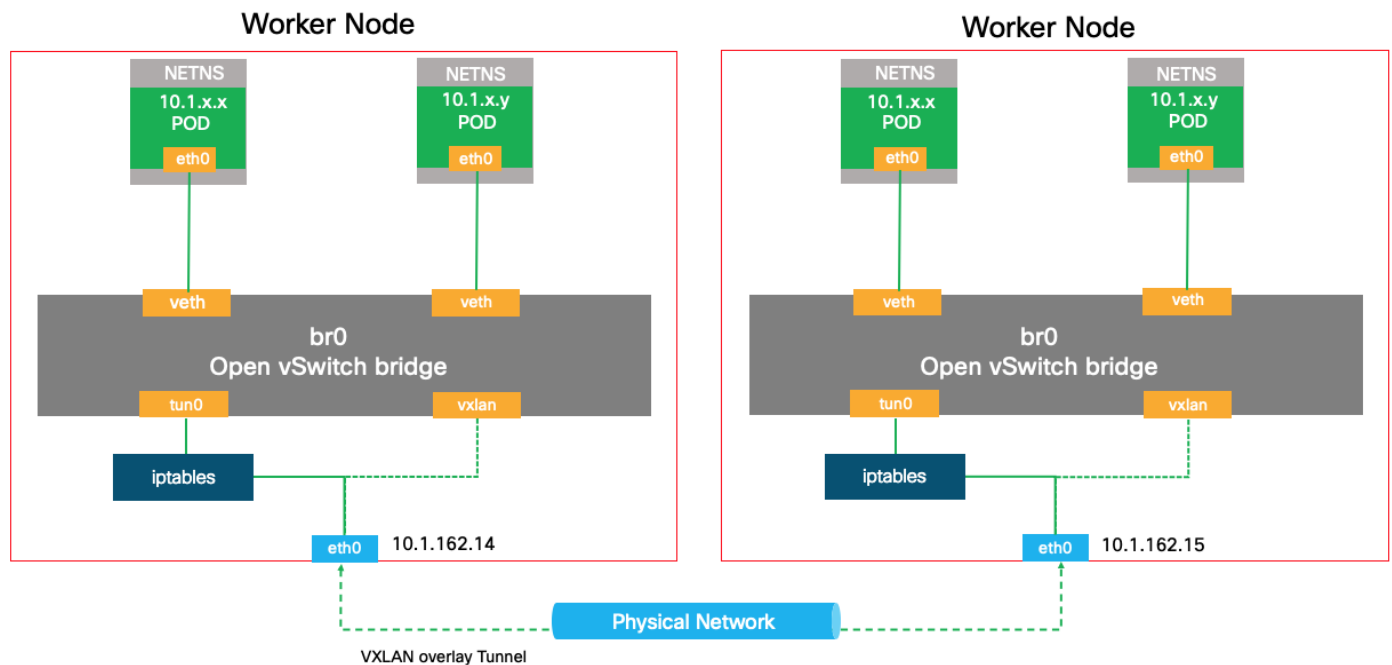 Worker Node
Worker Node
NETNS
NETNS
NETNS
NETNS
10.1.x.x
POD
10.1.x.y
POD
10.1.x.x
POD
10.1.x.y
POD
eth0
eth0
eth0
eth0
veth
veth
veth
veth
br0
Open vSwitch bridge
br0
Open vSwitch bridge
tun0
vxlan
tun0
vxlan
iptables
iptables
eth0
10.1.162.14
eth0
10.1.162.15
Physical Network
VXLAN overlay Tunnel